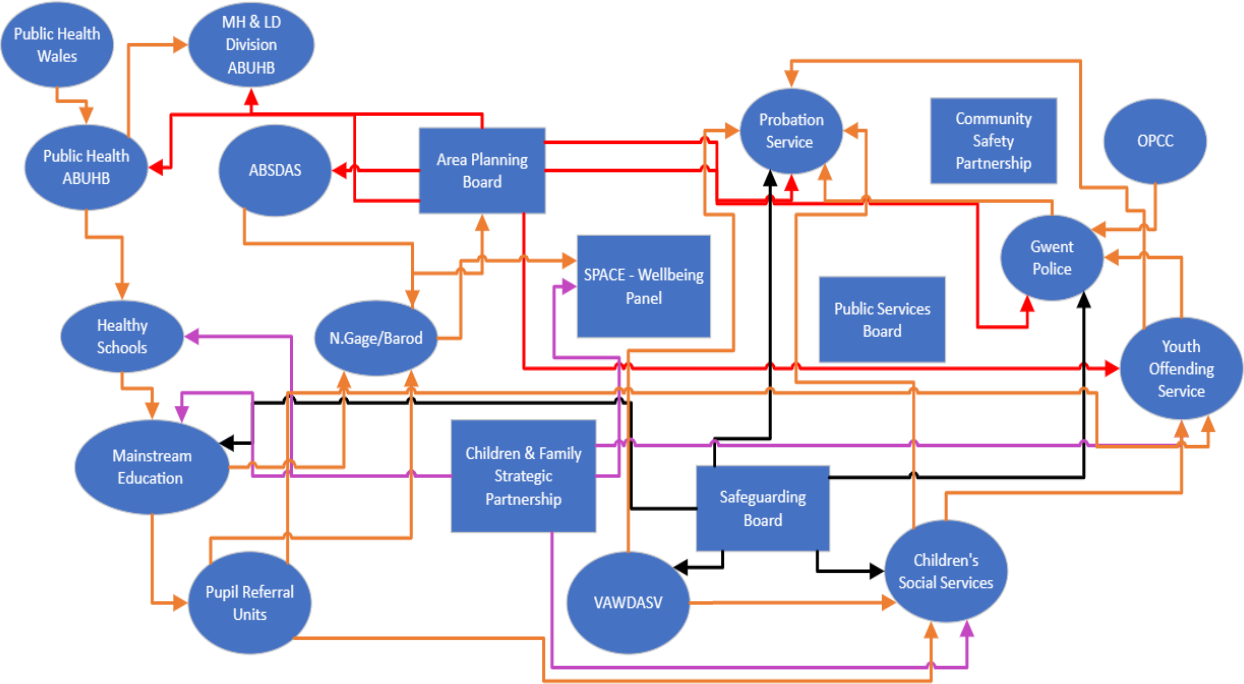 Public Health
Wales
MH & LD
Division
ABUHB
Public Health
ABUHB
ABSDAS
Area Planning
Board
Probation
Service
Community
Safety
Partnership
OPCC
Gwent
Police
SPACE - Wellbeing
Panel
Public Services
Board
Healthy
Schools
N.Gage/Barod
Youth
Offending
Service
Mainstream
Education
Children & Family
Strategic
Partnership
Safeguarding
Board
Pupil Referral
Units
VAWDASV
Children's
Social Services